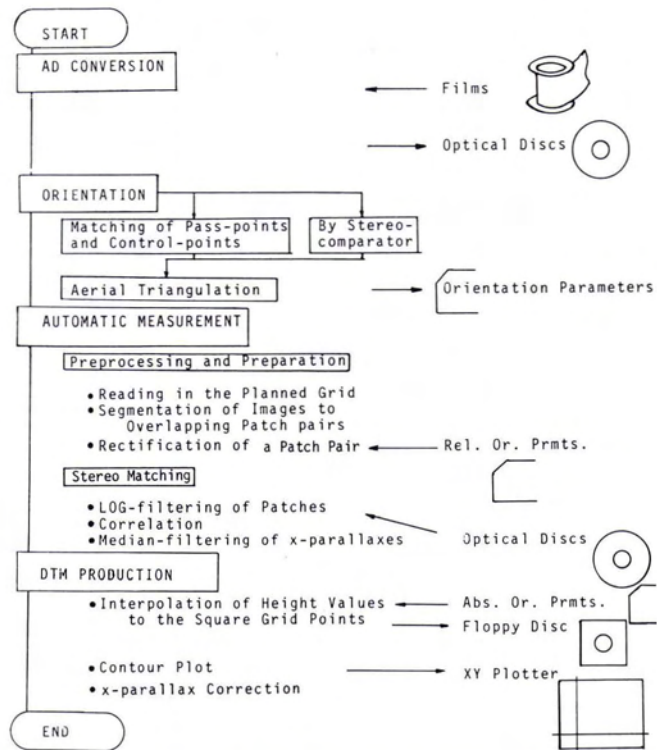 START
AD CONVERSION
Films
Optical Discs
ORIENTATION
Matching of Pass-points
and Control-points
By Stereo-
comparator
Aerial Triangulation
Orientation Parameters
AUTOMATIC MEASUREMENT
Preprocessing and Preparation
•Reading in the Planned Grid
•Segmentation of Images to
Overlapping Patch pairs
•Rectification of a Patch Pair
Rel. Or. Prmts.
Stereo Matching
•LOG-filtering of Patches
•Correlation
•Median-filtering of x-parallaxes
Optical Discs
DTM PRODUCTION
•Interpolation of Height Values
to the Square Grid Points
Abs. Or. Prmts.
Floppy Disc
•Contour Plot
XY Plotter
•x-parallax Correction
END